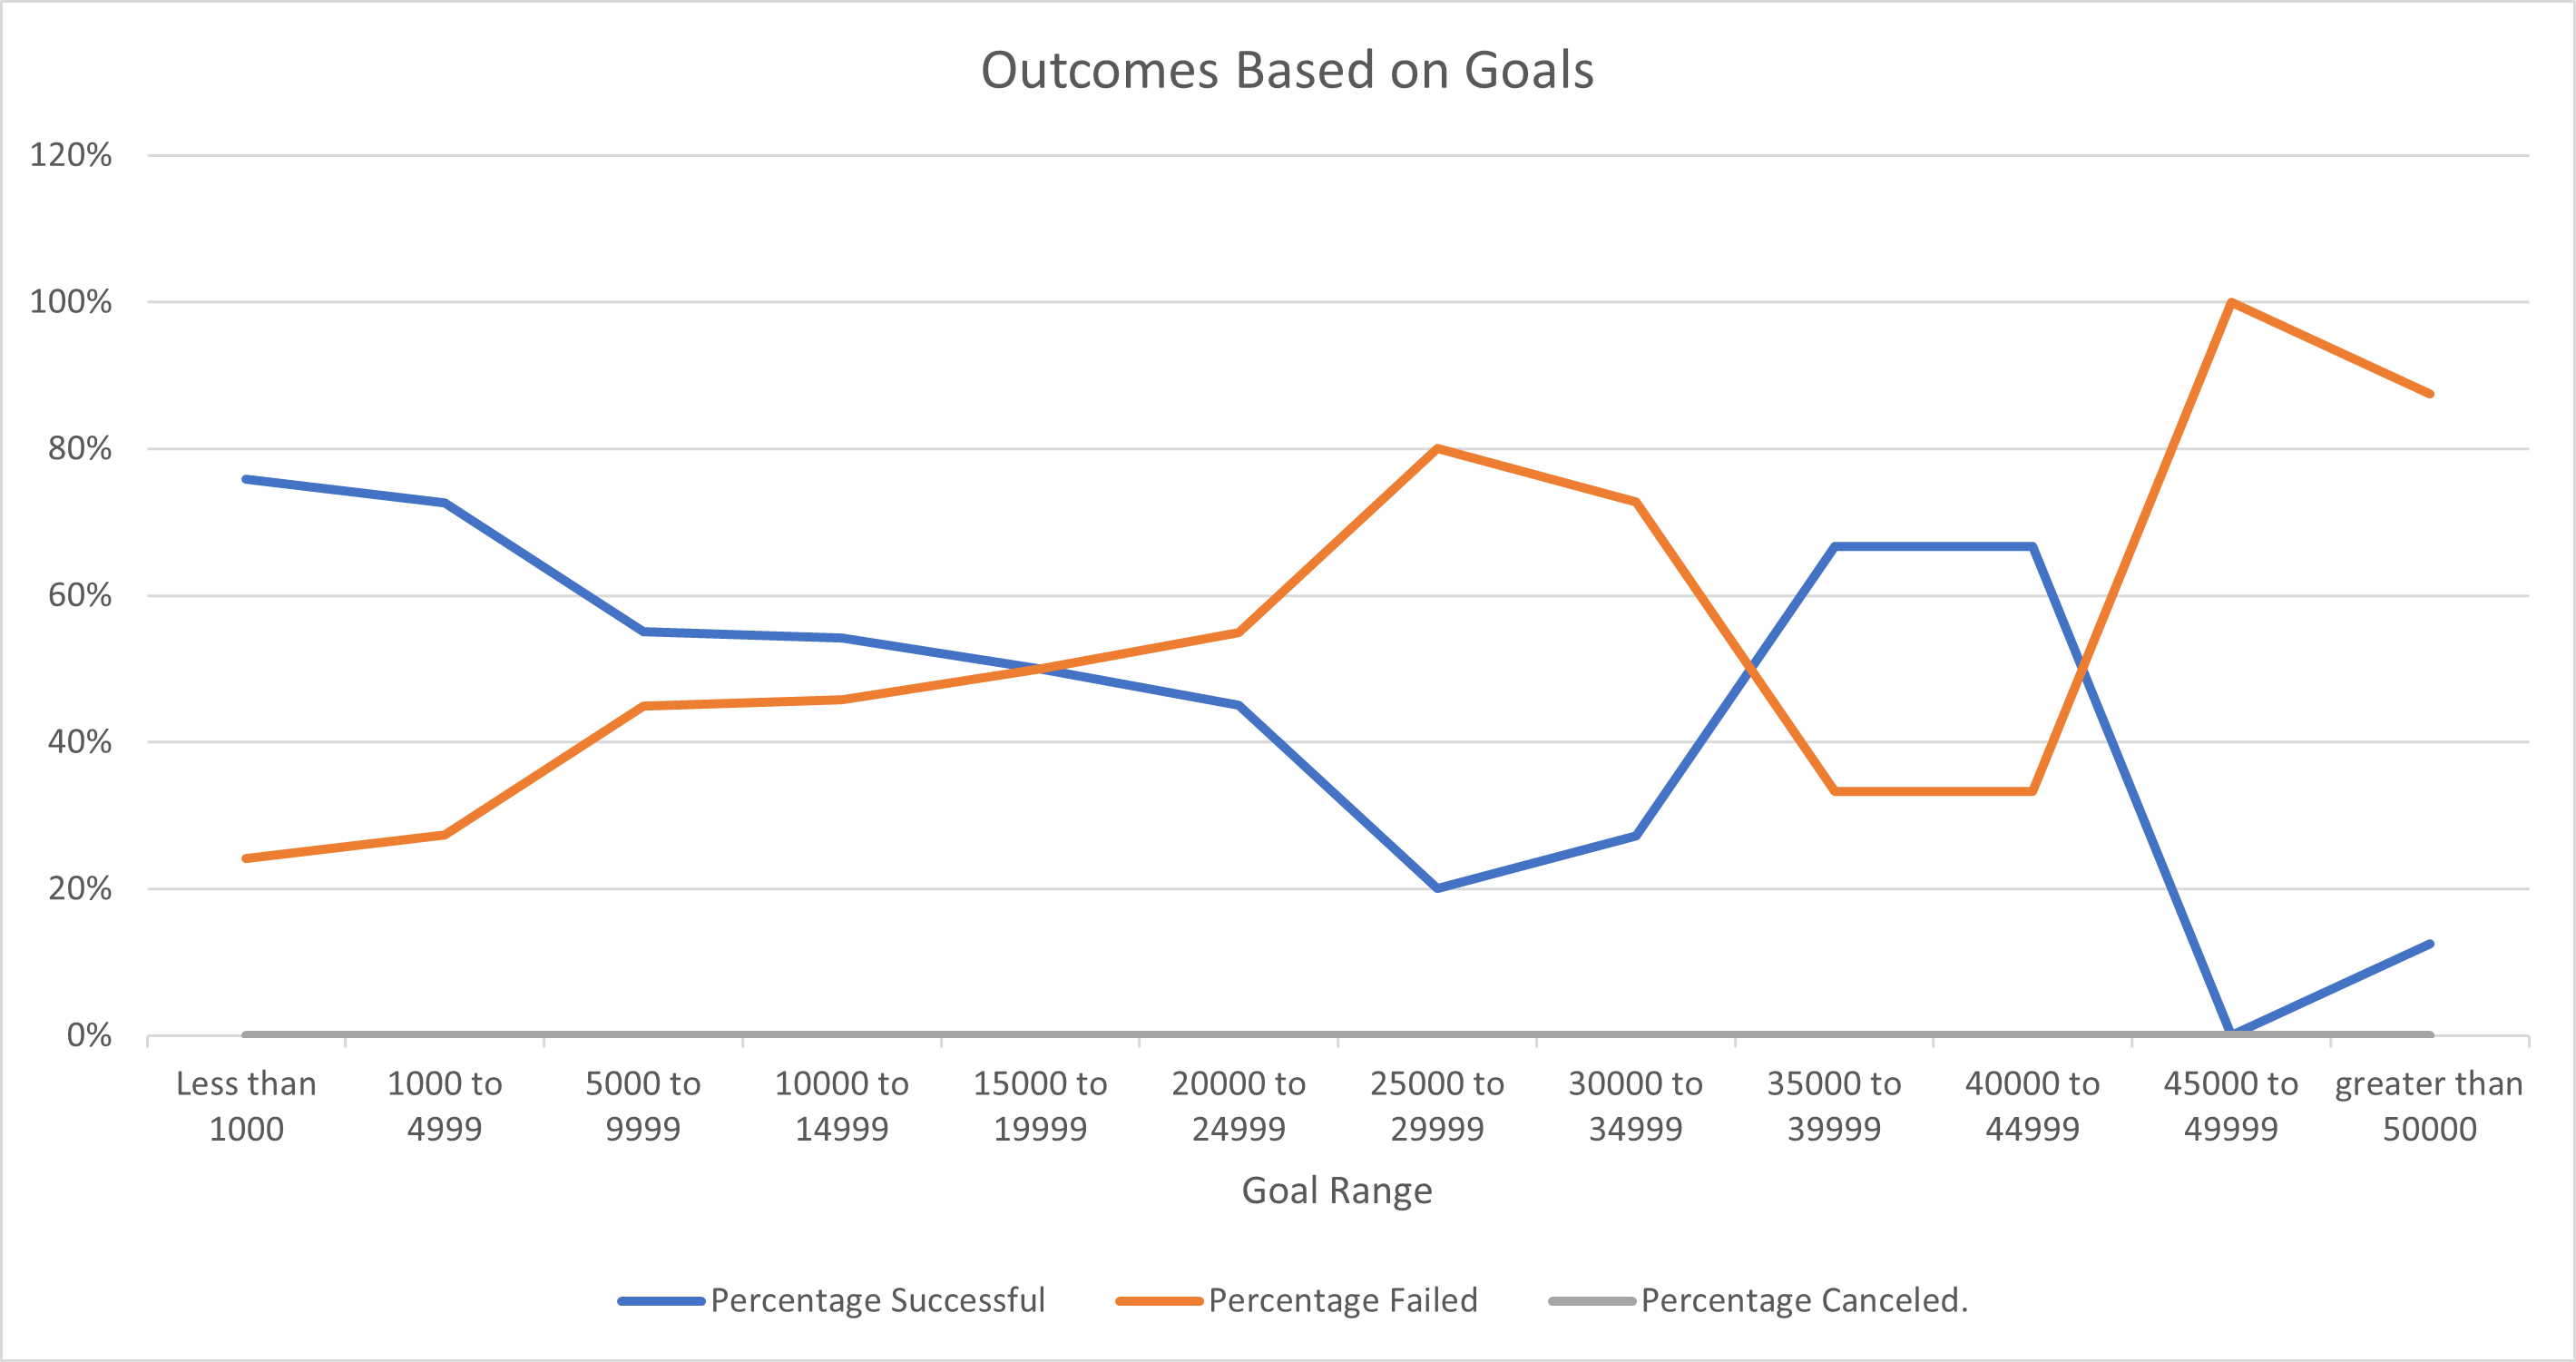 Outcomes Based on Goals
120%
100%
80%
60%
40%
20%
0%
Less than 1000
1000 to 4999
5000 to 9999
10000 to 14999
15000 to 19999
20000 to 24999
25000 to 29999
30000 to 34999
35000 to 39999
40000 to 44999
45000 to 49999
greater than 50000
Goal Range
Percentage Successful
Percentage Failed
Percentage Canceled.